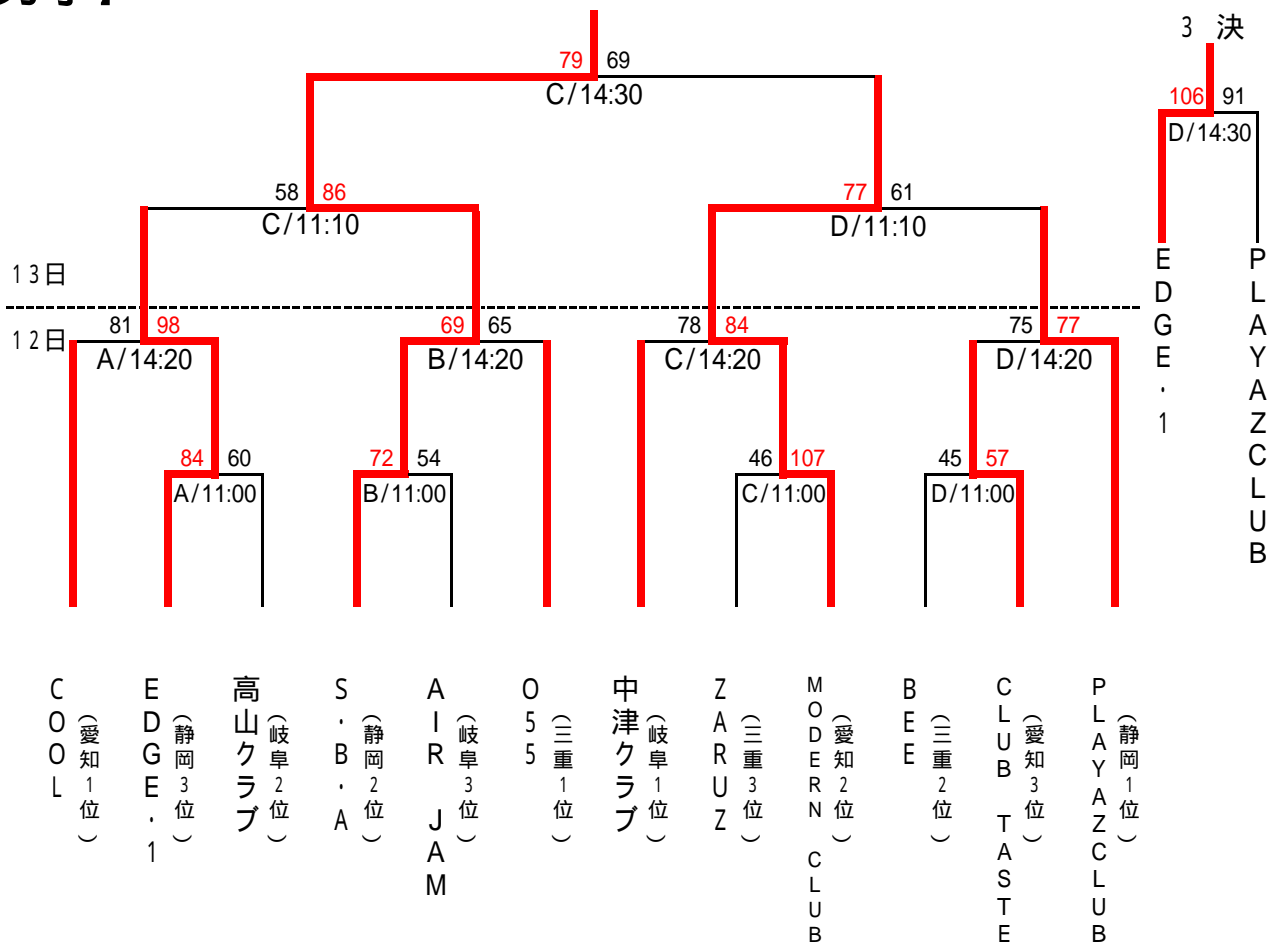 3 決
79 69
C/14:30
106 91
D/14:30
58 86
C/11:10
77 61
D/11:10
EDGE・1
PLAYAZCLUB
13日
12日
81 98
A/14:20
69 65
B/14:20
78 84
C/14:20
75 77
D/14:20
84 60
A/11:00
72 54
B/11:00
46 107
C/11:00
45 57
D/11:00
COOL
(愛知1位)
EDGE・1
(静岡3位)
高山クラブ
(岐阜2位)
S・B・A
(静岡2位)
AIR JAM
(岐阜3位)
O55
(三重1位)
中津クラブ
(岐阜1位)
ZARUZ
(三重3位)
MODERN CLUB
(愛知2位)
BEE
(三重2位)
CLUB TASTE
(愛知3位)
PLAYAZCLUB
(静岡1位)